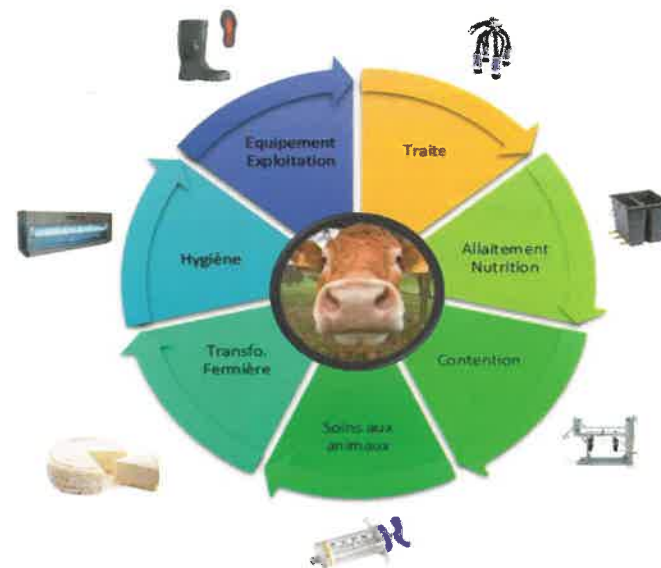 Equipement
Exploitation
Traite
Allaitement
Nutrition
Contention
Soins aux
animaux
Transfo.
Fermière
Hygiène